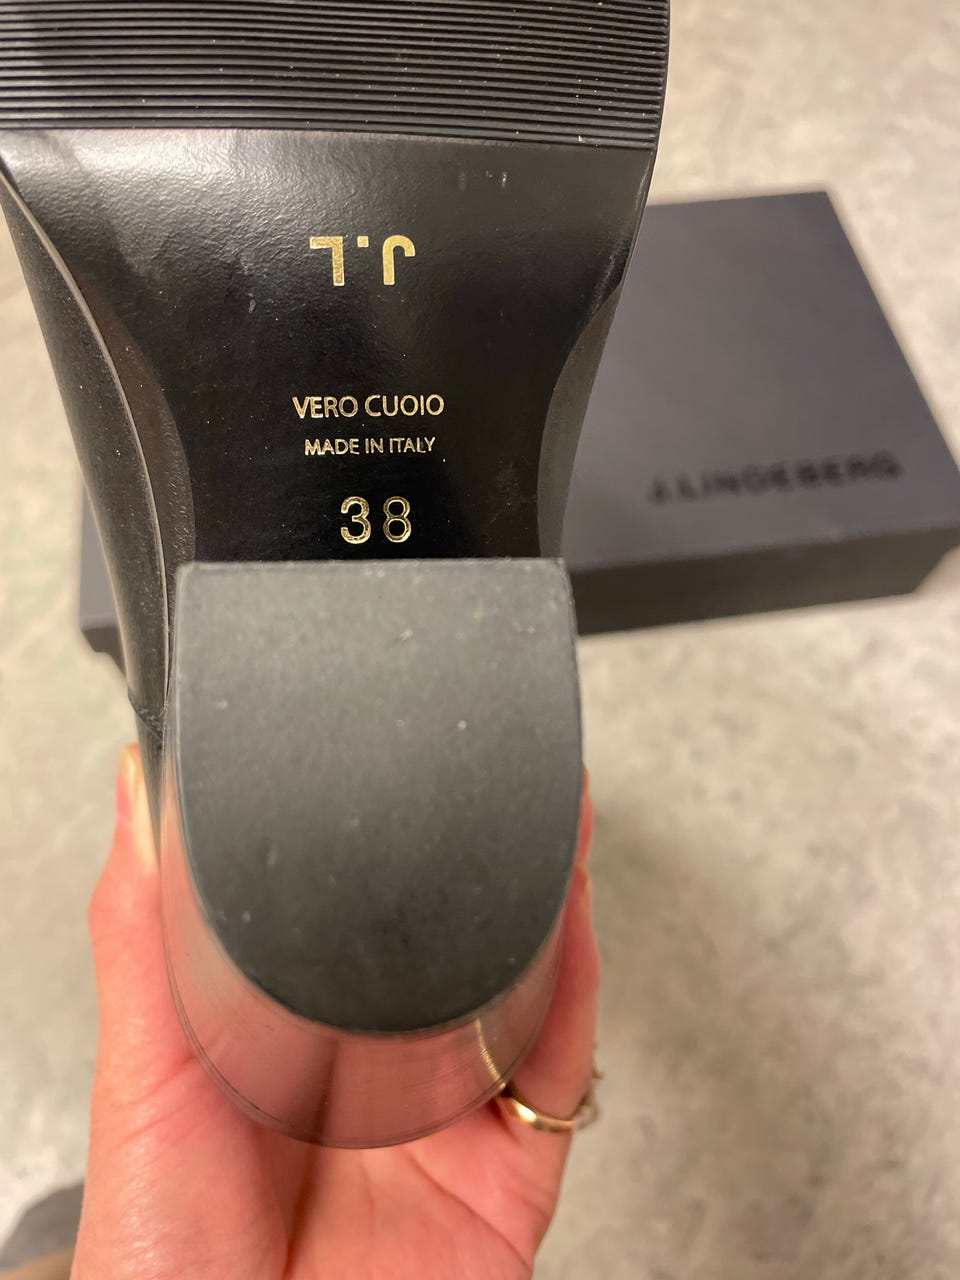 J.L
VERO CUOIO
MADE IN ITALY
38
J.LINDEBERG